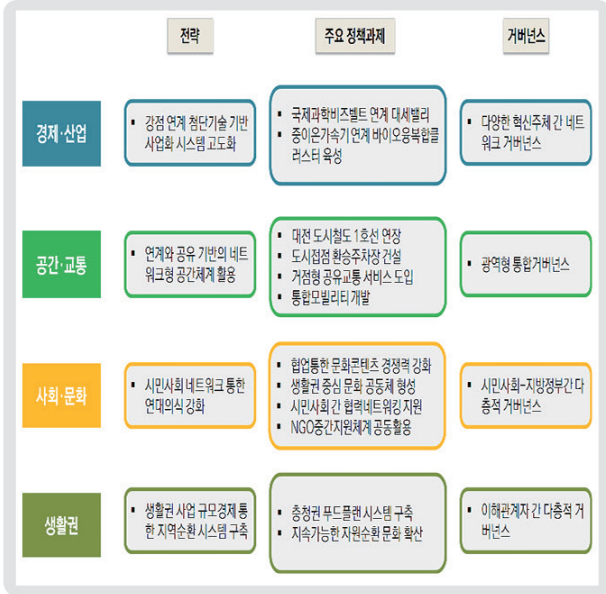 전략
주요 정책과제
거버넌스
경제·산업
▪ 강점 연계 첨단기술 기반
사업화 시스템 고도화
▪ 국제과학비즈벨트 연계 대세밸리
▪ 중이온가속기 연계 바이오융복합클
러스터 육성
▪ 다양한 혁신주체 간 네트
워크 거버넌스
공간·교통
▪ 연계와 공유 기반의 네트
워크형 공간체계 활용
▪ 대전 도시철도 1호선 연장
▪ 도시접점 환승주차장 건설
▪ 거점형 공유교통 서비스 도입
▪ 통합모빌리티 개발
▪ 광역형 통합거버넌스
사회·문화
▪ 시민사회 네트워크 통한
연대의식 강화
▪ 협업통한 문화콘텐츠 경쟁력 강화
▪ 생활권 중심 문화 공동체 형성
▪ 시민사회 간 협력네트워킹 지원
▪ NGO중간지원체계 공동활용
▪ 시민사회-지방정부간 다
층적 거버넌스
생활권
▪ 생활권 사업 규모경제 통
한 지역순환 시스템 구축
▪ 충청권 푸드플랜 시스템 구축
▪ 지속가능한 자원순환 문화 확산
▪ 이해관계자 간 다층적 거
버넌스